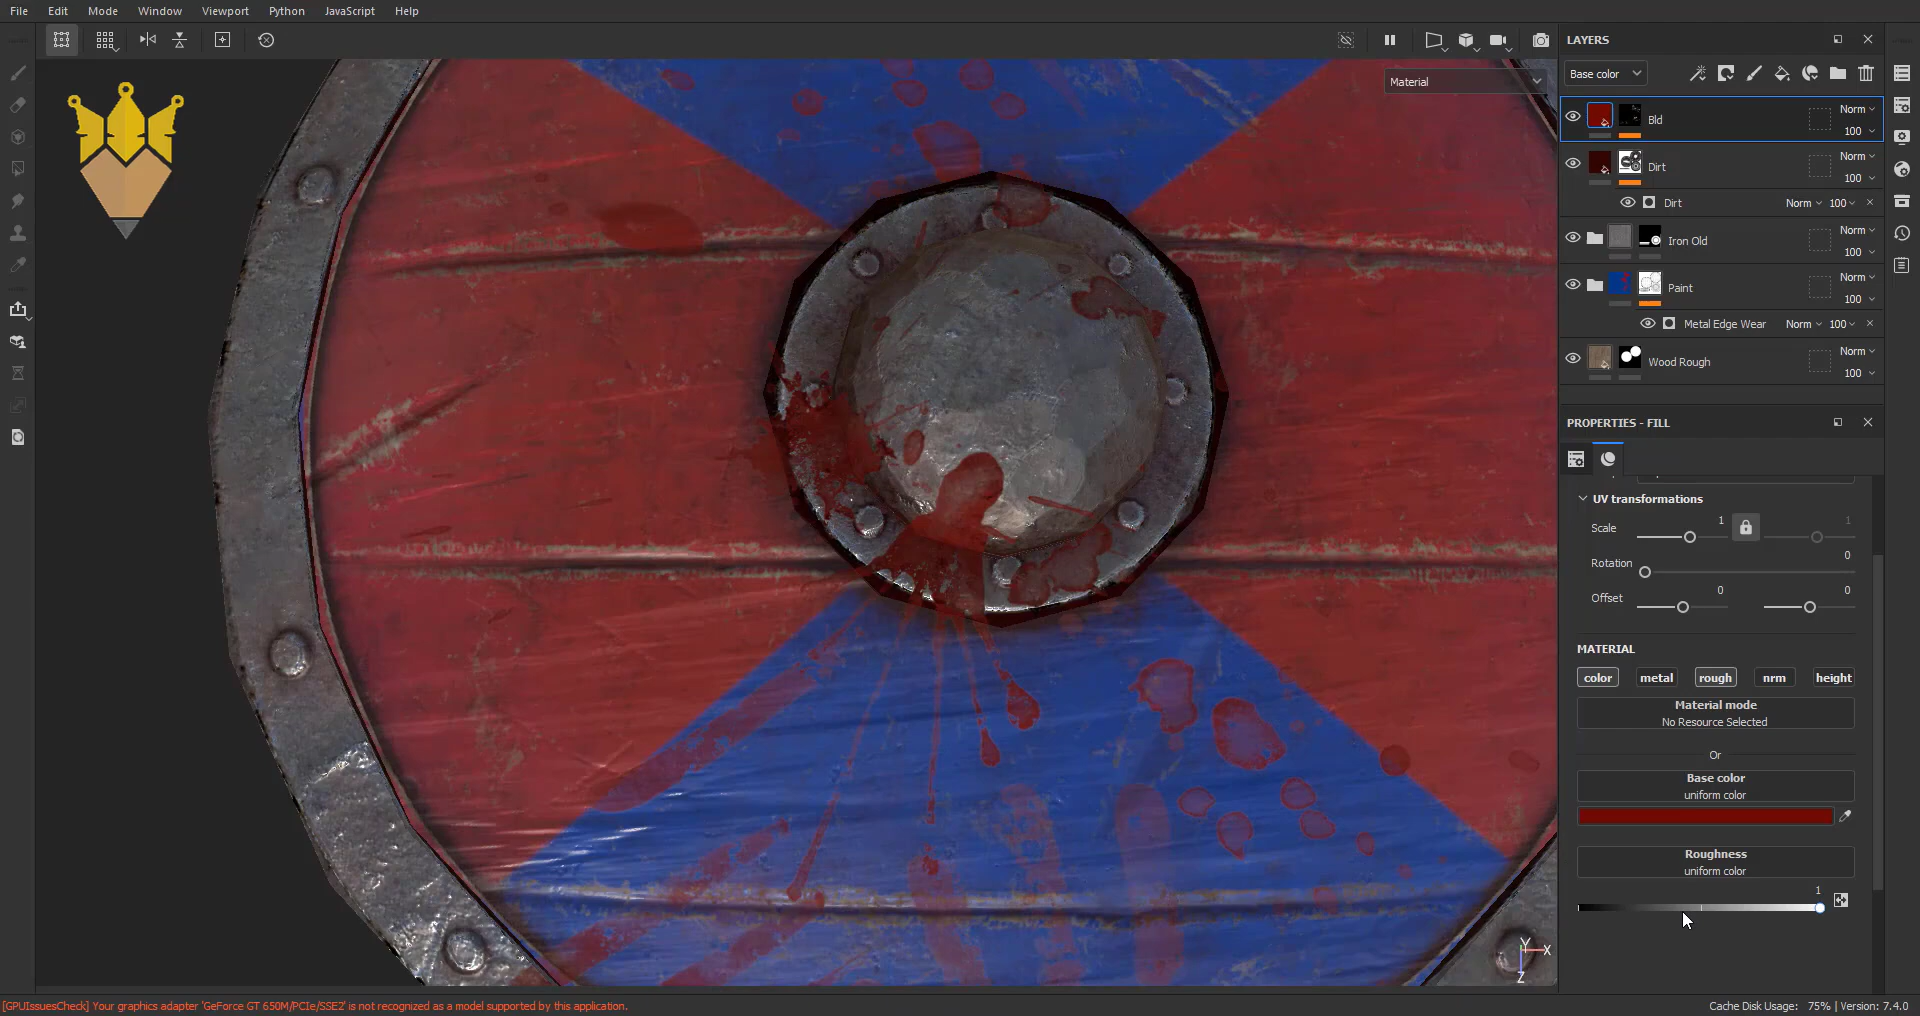 File Edit Mode Window Viewport Python JavaScript Help
Material
LAYERS
Base color
Norm
Bld
100
Norm
Dirt
100
Dirt Norm 100
Norm
Iron Old
100
Norm
Paint
100
Metal Edge Wear Norm 100
Norm
Wood Rough
100
PROPERTIES - FILL
UV transformations
Scale 1 1
Rotation 0
Offset 0 0
MATERIAL
color metal rough nrm height
Material mode
No Resource Selected
Or
Base color
uniform color
Roughness
uniform color
1
Y
X
Z
[GPUIssuesCheck] Your graphics adapter 'GeForce GT 650M/PCIe/SSE2' is not recognized as a model supported by this application.
Cache Disk Usage: 75% | Version: 7.4.0